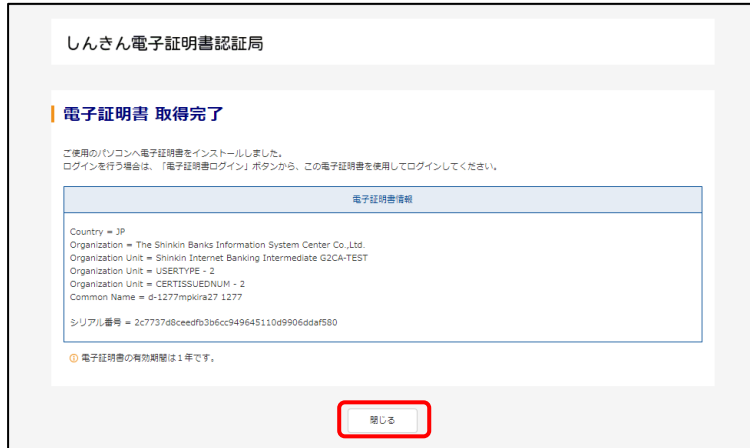 しんきん電子証明書認証局
電子証明書 取得完了
ご使用のパソコンへ電子証明書をインストールしました。
ログインを行う場合は、「電子証明書ログイン」ボタンから、この電子証明書を使用してログインしてください。
電子証明書情報
Country = JP
Organization = The Shinkin Banks Information System Center Co.,Ltd.
Organization Unit = Shinkin Internet Banking Intermediate G2CA-TEST
Organization Unit = USERTYPE - 2
Organization Unit = CERTISSUEDNUM - 2
Common Name = d-1277mpkira27 1277
シリアル番号 = 2c7737d8ceedfb3b6cc949645110d9906ddaf580
電子証明書の有効期間は1年です。
閉じる